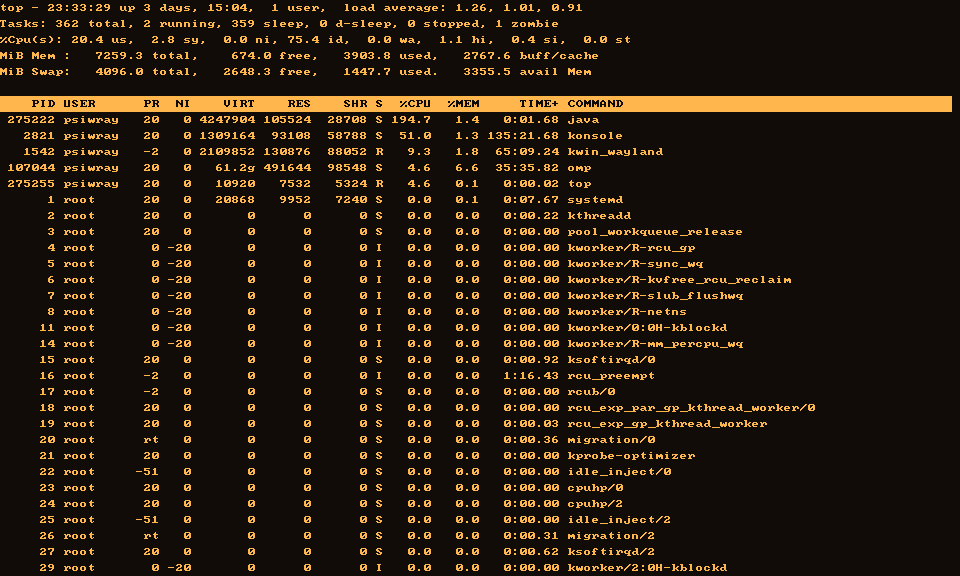 top - 23:33:29 up 3 days, 15:04,  1 user,  load average: 1.26, 1.01, 0.91
Tasks: 362 total, 2 running, 359 sleep, 0 d-sleep, 0 stopped, 1 zombie
%Cpu(s): 20.4 us,  2.8 sy,  0.0 ni, 75.4 id,  0.0 wa,  1.1 hi,  0.4 si,  0.0 st
MiB Mem :   7259.3 total,    674.0 free,   3903.8 used,   2767.6 buff/cache
MiB Swap:   4096.0 total,   2648.3 free,   1447.7 used.   3355.5 avail Mem
PID USER      PR  NI    VIRT    RES    SHR S  %CPU  %MEM     TIME+ COMMAND
275222 psiwray   20   0 4247904 105524  28708 S 194.7   1.4   0:01.68 java
2821 psiwray   20   0 1309164  93108  58788 S  51.0   1.3 135:21.68 konsole
1542 psiwray   -2   0 2109852 130876  88052 R   9.3   1.8  65:09.24 kwin_wayland
107044 psiwray   20   0   61.2g 491644  98548 S   4.6   6.6  35:35.82 omp
275255 psiwray   20   0   10920   7532   5324 R   4.6   0.1   0:00.02 top
1 root      20   0   20868   9952   7240 S   0.0   0.1   0:07.67 systemd
2 root      20   0       0      0      0 S   0.0   0.0   0:00.22 kthreadd
3 root      20   0       0      0      0 S   0.0   0.0   0:00.00 pool_workqueue_release
4 root       0 -20       0      0      0 I   0.0   0.0   0:00.00 kworker/R-rcu_gp
5 root       0 -20       0      0      0 I   0.0   0.0   0:00.00 kworker/R-sync_wq
6 root       0 -20       0      0      0 I   0.0   0.0   0:00.00 kworker/R-kvfree_rcu_reclaim
7 root       0 -20       0      0      0 I   0.0   0.0   0:00.00 kworker/R-slub_flushwq
8 root       0 -20       0      0      0 I   0.0   0.0   0:00.00 kworker/R-netns
11 root       0 -20       0      0      0 I   0.0   0.0   0:00.00 kworker/0:0H-kblockd
14 root       0 -20       0      0      0 I   0.0   0.0   0:00.00 kworker/R-mm_percpu_wq
15 root      20   0       0      0      0 S   0.0   0.0   0:00.92 ksoftirqd/0
16 root      -2   0       0      0      0 I   0.0   0.0   1:16.43 rcu_preempt
17 root      -2   0       0      0      0 S   0.0   0.0   0:00.00 rcub/0
18 root      20   0       0      0      0 S   0.0   0.0   0:00.00 rcu_exp_par_gp_kthread_worker/0
19 root      20   0       0      0      0 S   0.0   0.0   0:00.03 rcu_exp_gp_kthread_worker
20 root      rt   0       0      0      0 S   0.0   0.0   0:00.36 migration/0
21 root      20   0       0      0      0 S   0.0   0.0   0:00.00 kprobe-optimizer
22 root     -51   0       0      0      0 S   0.0   0.0   0:00.00 idle_inject/0
23 root      20   0       0      0      0 S   0.0   0.0   0:00.00 cpuhp/0
24 root      20   0       0      0      0 S   0.0   0.0   0:00.00 cpuhp/2
25 root     -51   0       0      0      0 S   0.0   0.0   0:00.00 idle_inject/2
26 root      rt   0       0      0      0 S   0.0   0.0   0:00.31 migration/2
27 root      20   0       0      0      0 S   0.0   0.0   0:00.62 ksoftirqd/2
29 root       0 -20       0      0      0 I   0.0   0.0   0:00.00 kworker/2:0H-kblockd